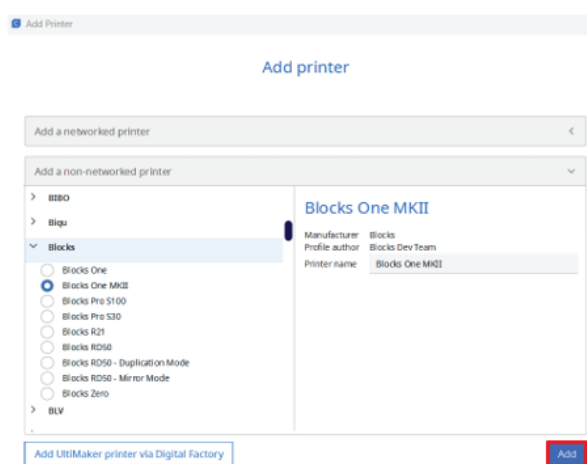 Add Printer
Add printer
Add a networked printer
Add a non-networked printer
BIBO
Biqu
Blocks
Blocks One
Blocks One MKII
Blocks Pro S100
Blocks Pro S30
Blocks R21
Blocks RD50
Blocks RD50 - Duplication Mode
Blocks RD50 - Mirror Mode
Blocks Zero
BLV
Blocks One MKII
Manufacturer Blocks
Profile author Blocks Dev Team
Printer name Blocks One MKII
Add UltiMaker printer via Digital Factory
Add